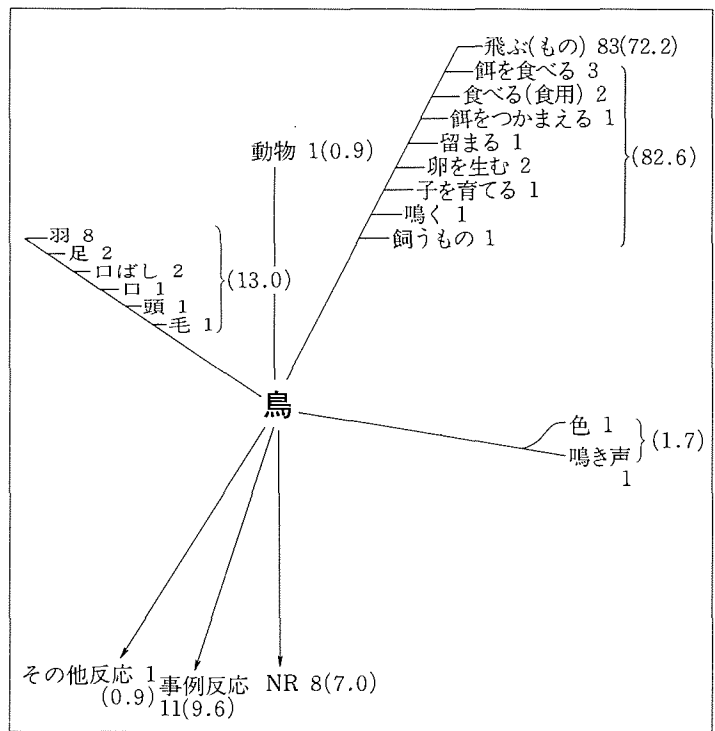 飛ぶ(もの) 83(72.2)
餌を食べる 3
食べる(食用) 2
餌をつかまえる 1
留まる 1
卵を生む 2
子を育てる 1
鳴く 1
飼うもの 1
(82.6)
動物 1(0.9)
羽 8
足 2
口ばし 2
口 1
頭 1
毛 1
(13.0)
鳥
色 1
鳴き声
1
(1.7)
その他反応 1
(0.9)
事例反応
11(9.6)
NR 8(7.0)